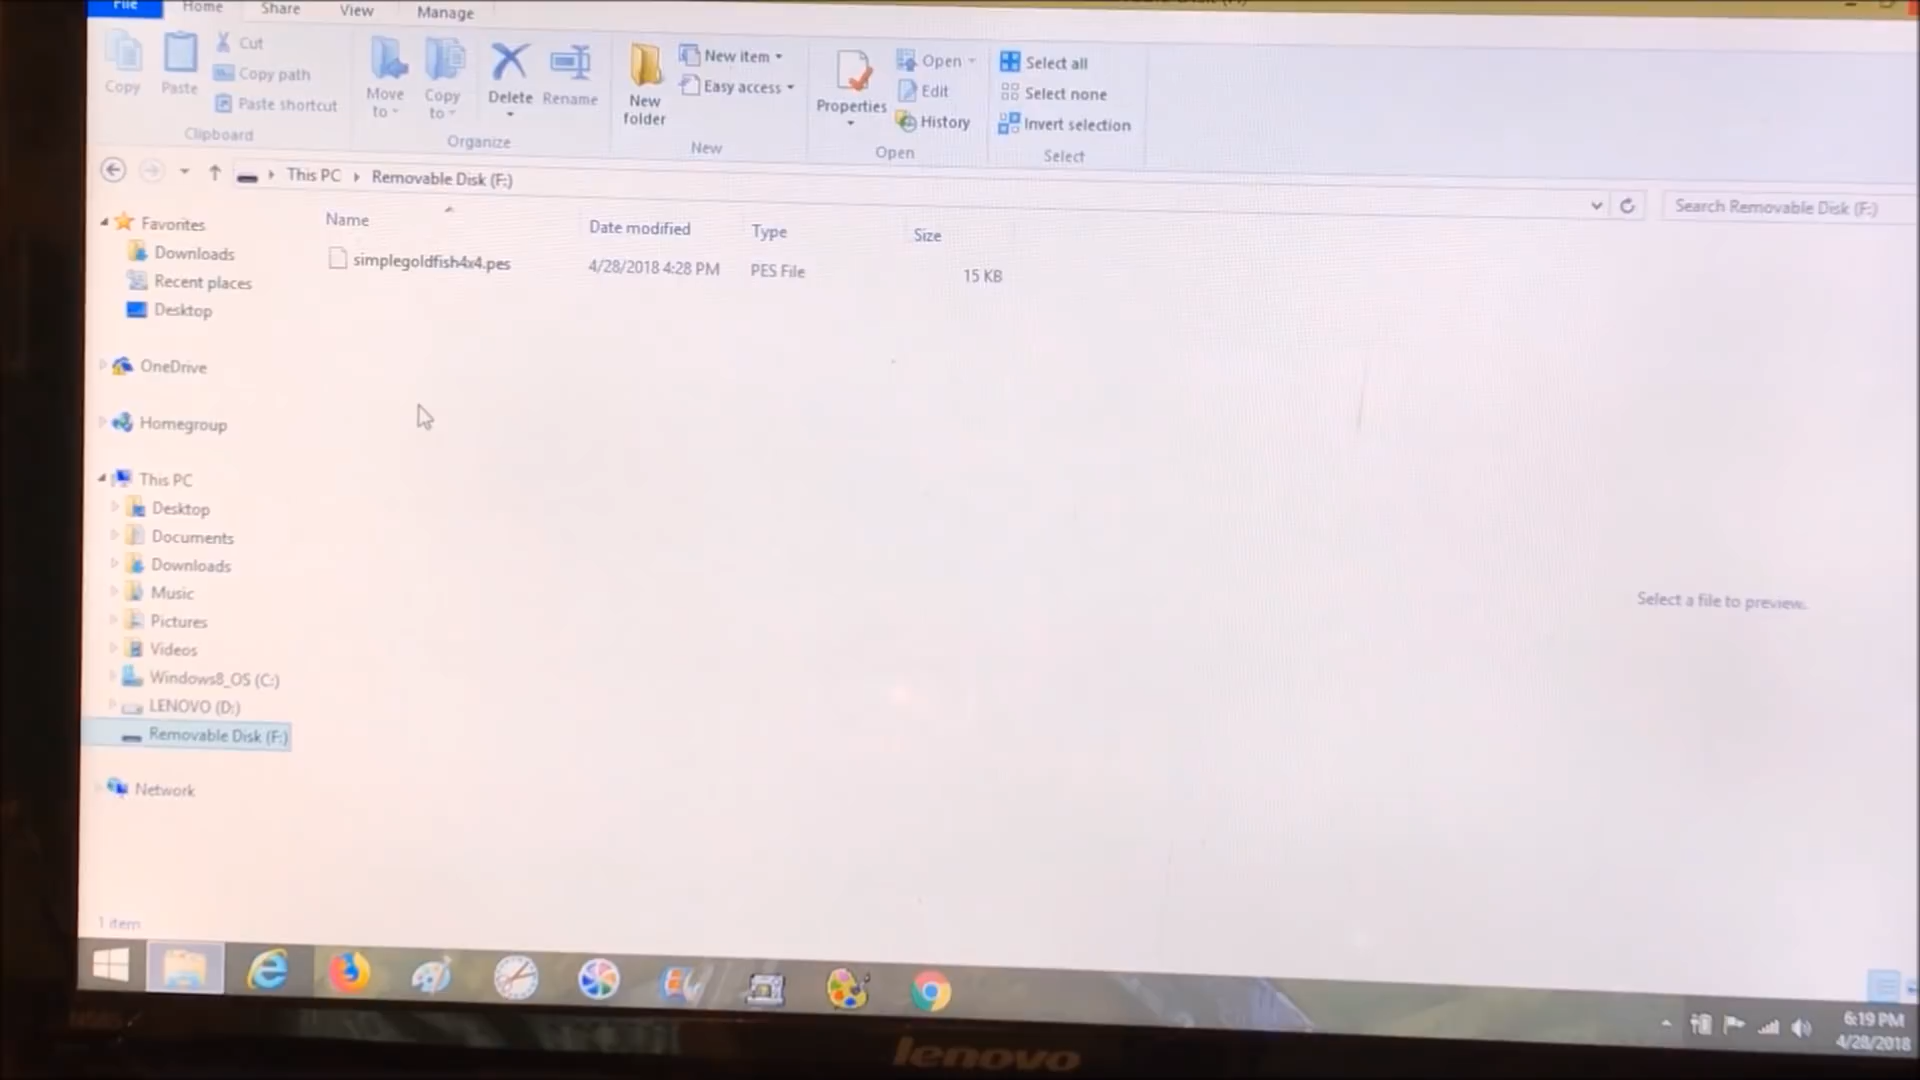 File Home Share View Manage
Copy
Paste
Cut
Copy path
Paste shortcut
Clipboard
Move to
Copy to
Delete
Rename
Organize
New folder
New item
Easy access
New
Properties
Open
Edit
History
Open
Select all
Select none
Invert selection
Select
This PC Removable Disk (F:)
Search Removable Disk (F:)
Name Date modified Type Size
simplegoldfish4x4.pes 4/28/2018 4:28 PM PES File 15 KB
Favorites
Downloads
Recent places
Desktop
OneDrive
Homegroup
This PC
Desktop
Documents
Downloads
Music
Pictures
Videos
Windows8_OS (C:)
LENOVO (D:)
Removable Disk (F:)
Network
Select a file to preview.
1 item
6:19 PM
4/28/2018
lenovo